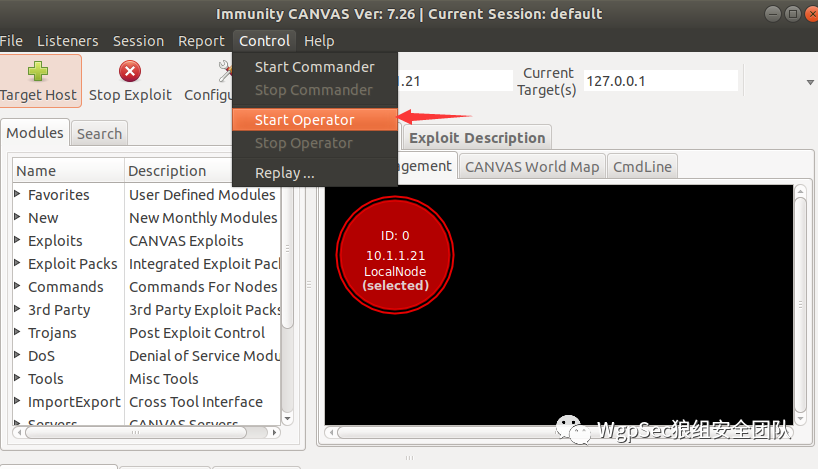 Immunity CANVAS Ver: 7.26 | Current Session: default
File Listeners Session Report Control Help
Start Commander
Stop Commander
Start Operator
Stop Operator
Replay ...
Target Host Stop Exploit
.21 Current Target(s) 127.0.0.1
Modules Search
Exploit Description
CANVAS World Map CmdLine
Name Description
Favorites User Defined Modules
New New Monthly Modules
Exploits CANVAS Exploits
Exploit Packs Integrated Exploit Pac
Commands Commands For Nodes
3rd Party 3rd Party Exploit Packs
Trojans Post Exploit Control
DoS Denial of Service Modu
Tools Misc Tools
ImportExport Cross Tool Interface
Servers CANVAS Servers
ID: 0
10.1.1.21
LocalNode
(selected)
WgpSec狼组安全团队